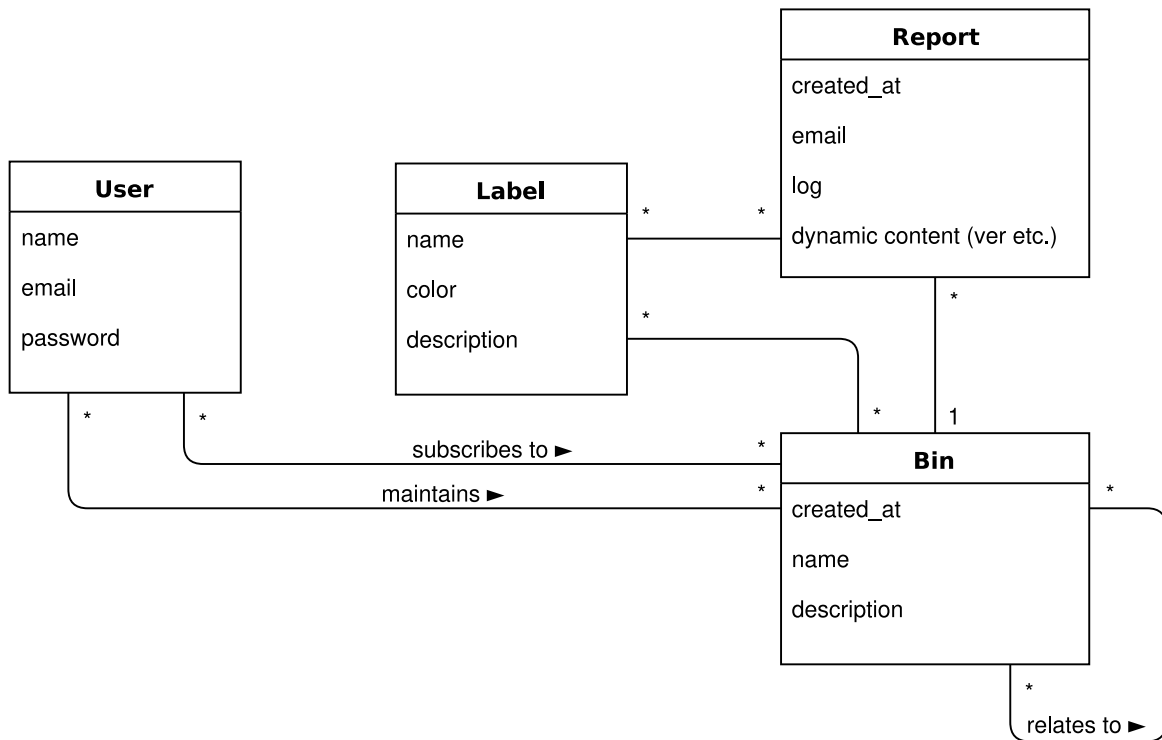 Report
created_at
email
log
dynamic content (ver etc.)
User
name
email
password
Label
name
color
description
* *
*
*
* *
*
1
subscribes to ► *
maintains ► *
Bin
created_at
name
description
*
*
relates to ►